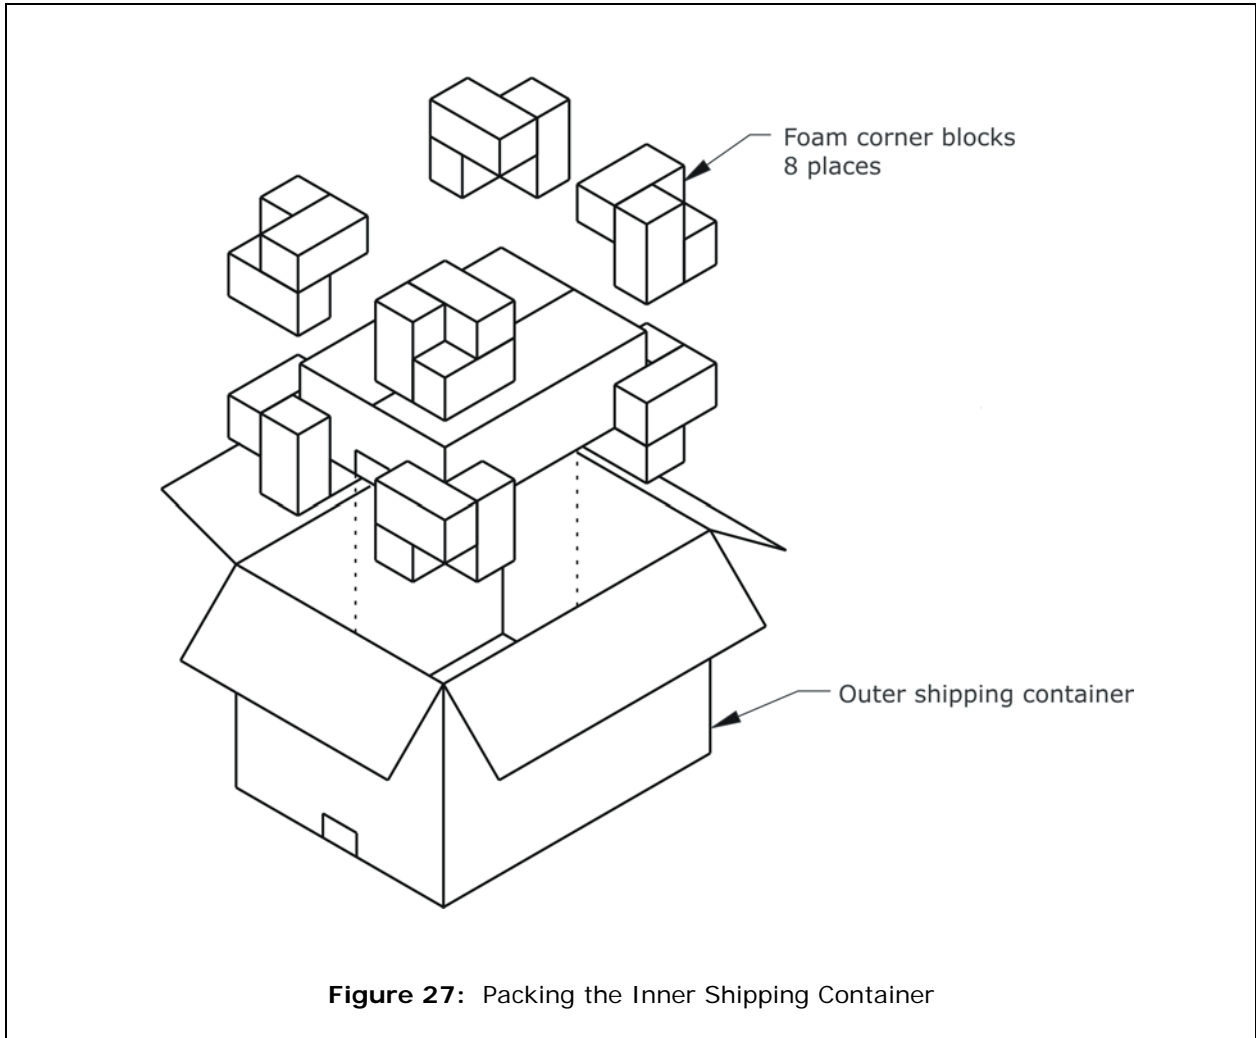 Foam corner blocks
8 places
Outer shipping container
Figure 27:  Packing the Inner Shipping Container